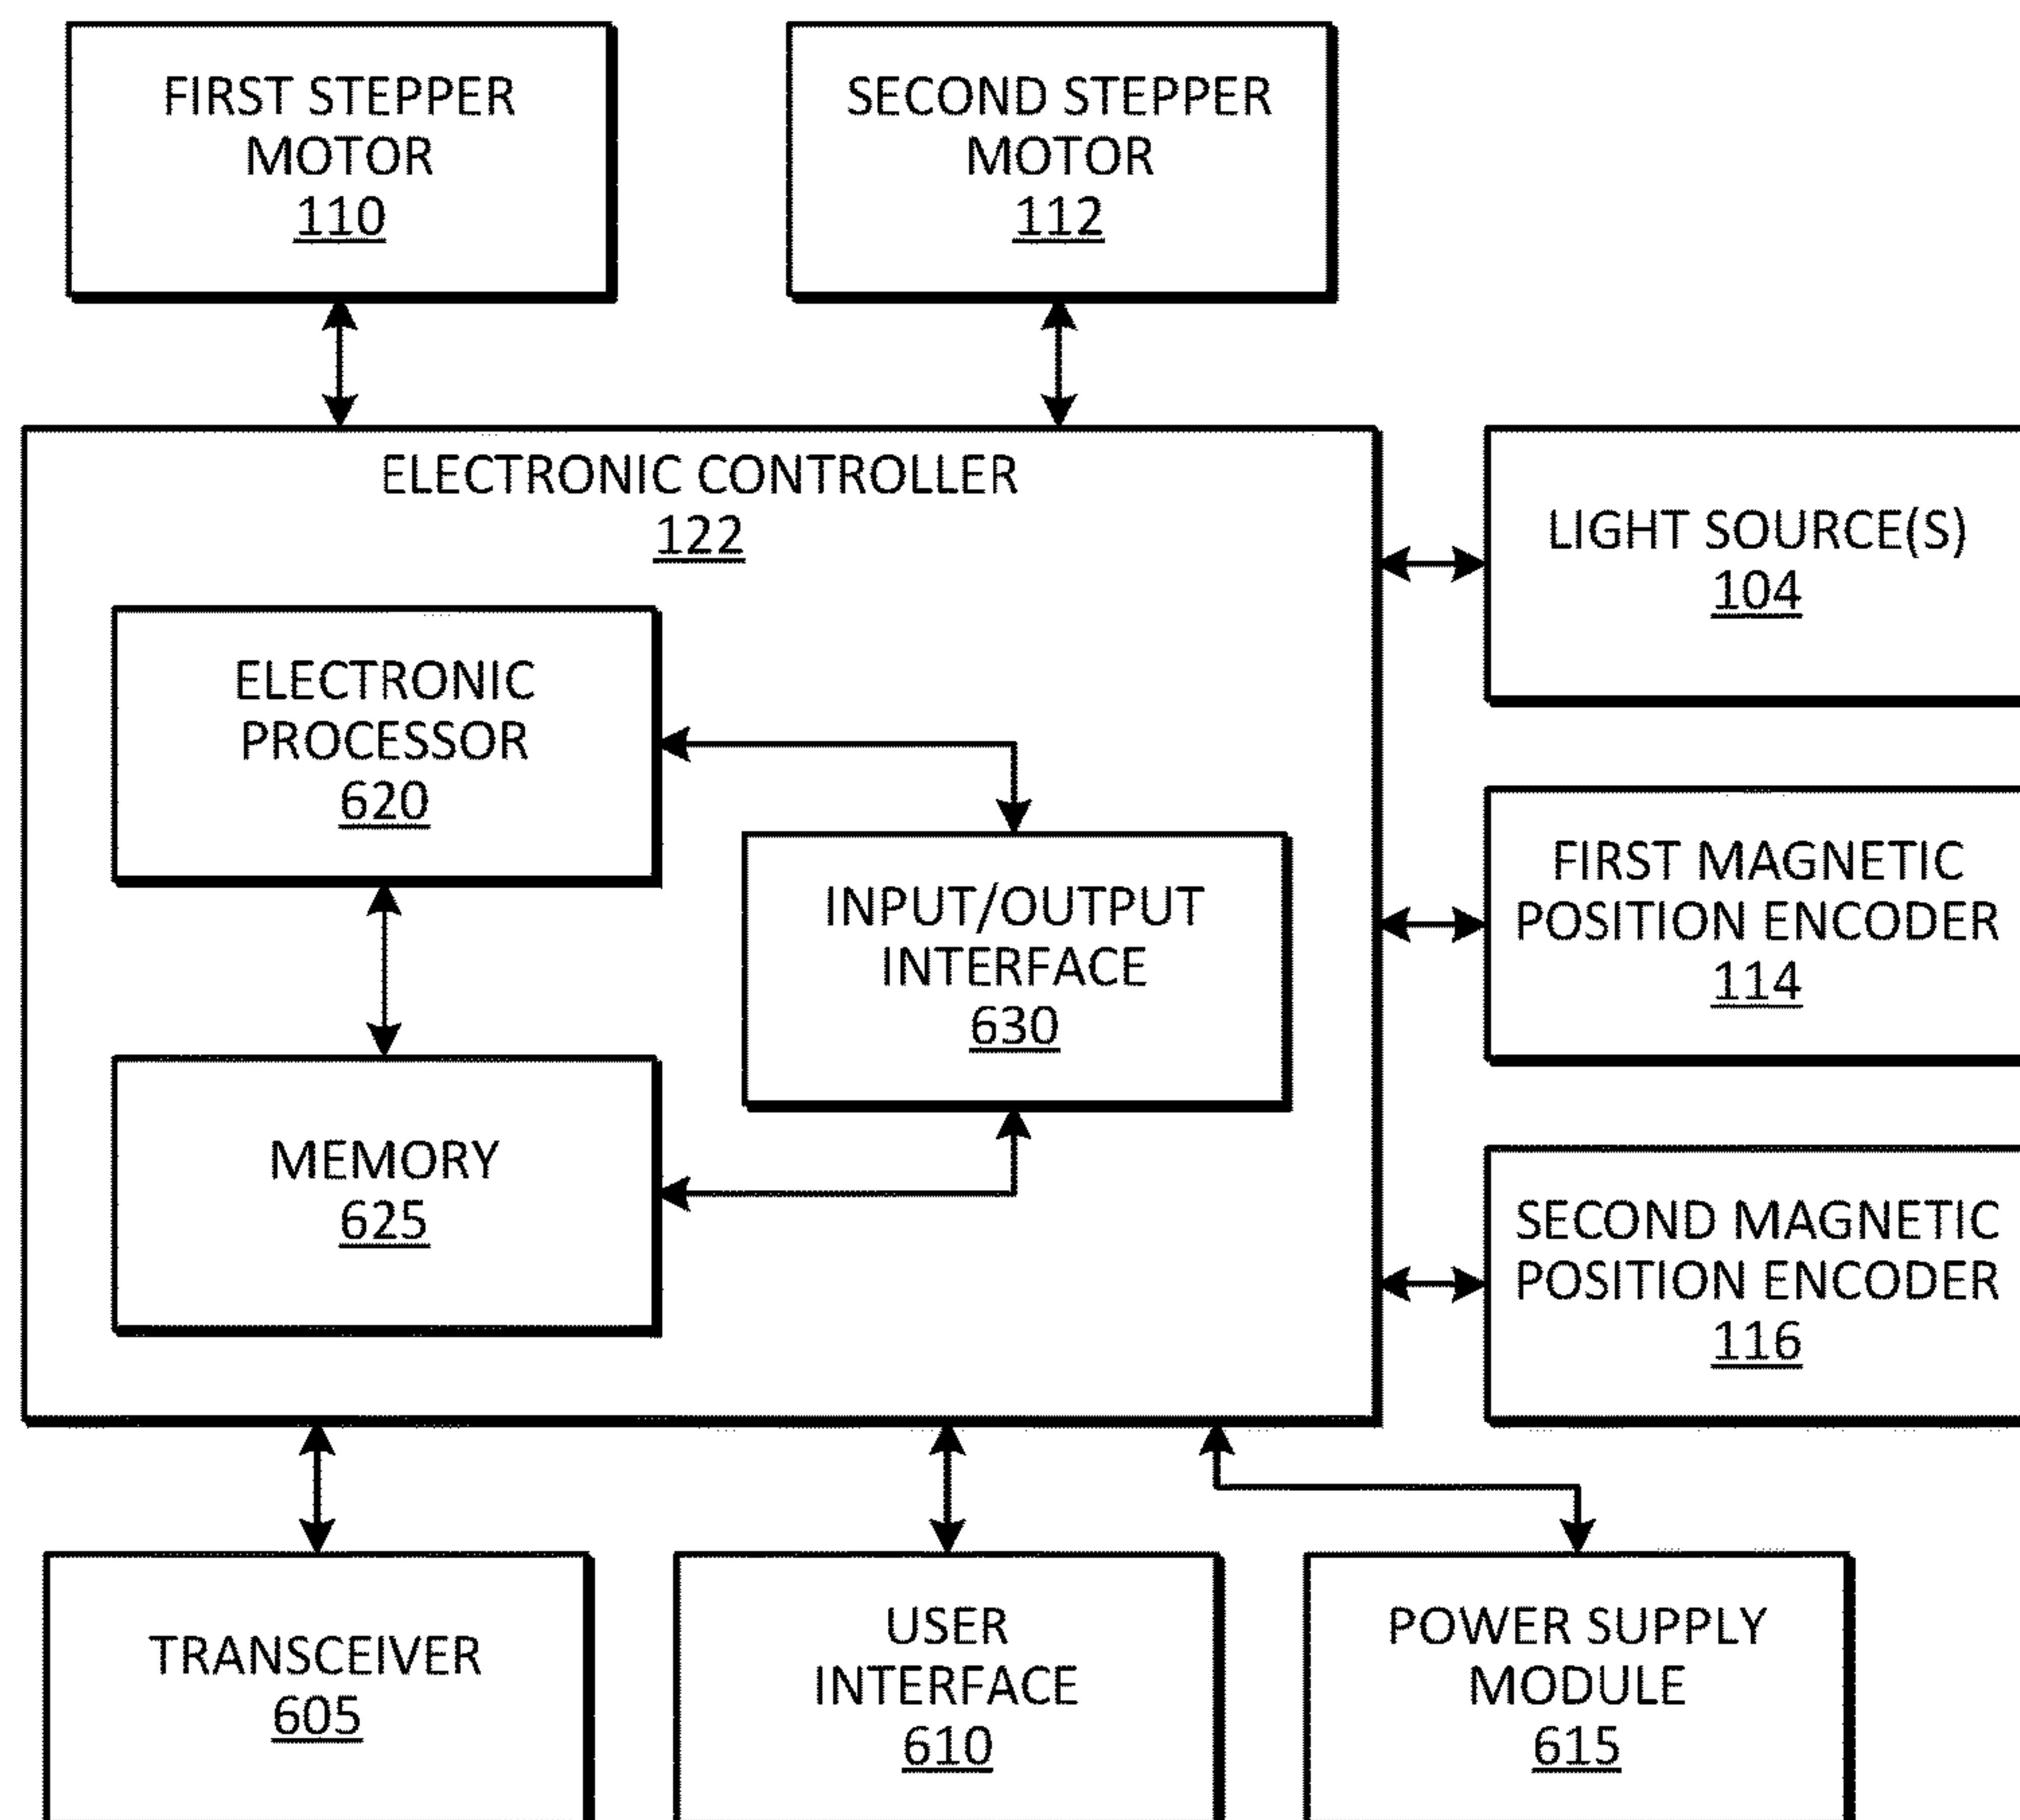 FIRST STEPPER
MOTOR
110
SECOND STEPPER
MOTOR
112
ELECTRONIC CONTROLLER
122
LIGHT SOURCE(S)
104
ELECTRONIC
PROCESSOR
620
FIRST MAGNETIC
POSITION ENCODER
114
INPUT/OUTPUT
INTERFACE
630
MEMORY
625
SECOND MAGNETIC
POSITION ENCODER
116
TRANSCEIVER
605
USER
INTERFACE
610
POWER SUPPLY
MODULE
615